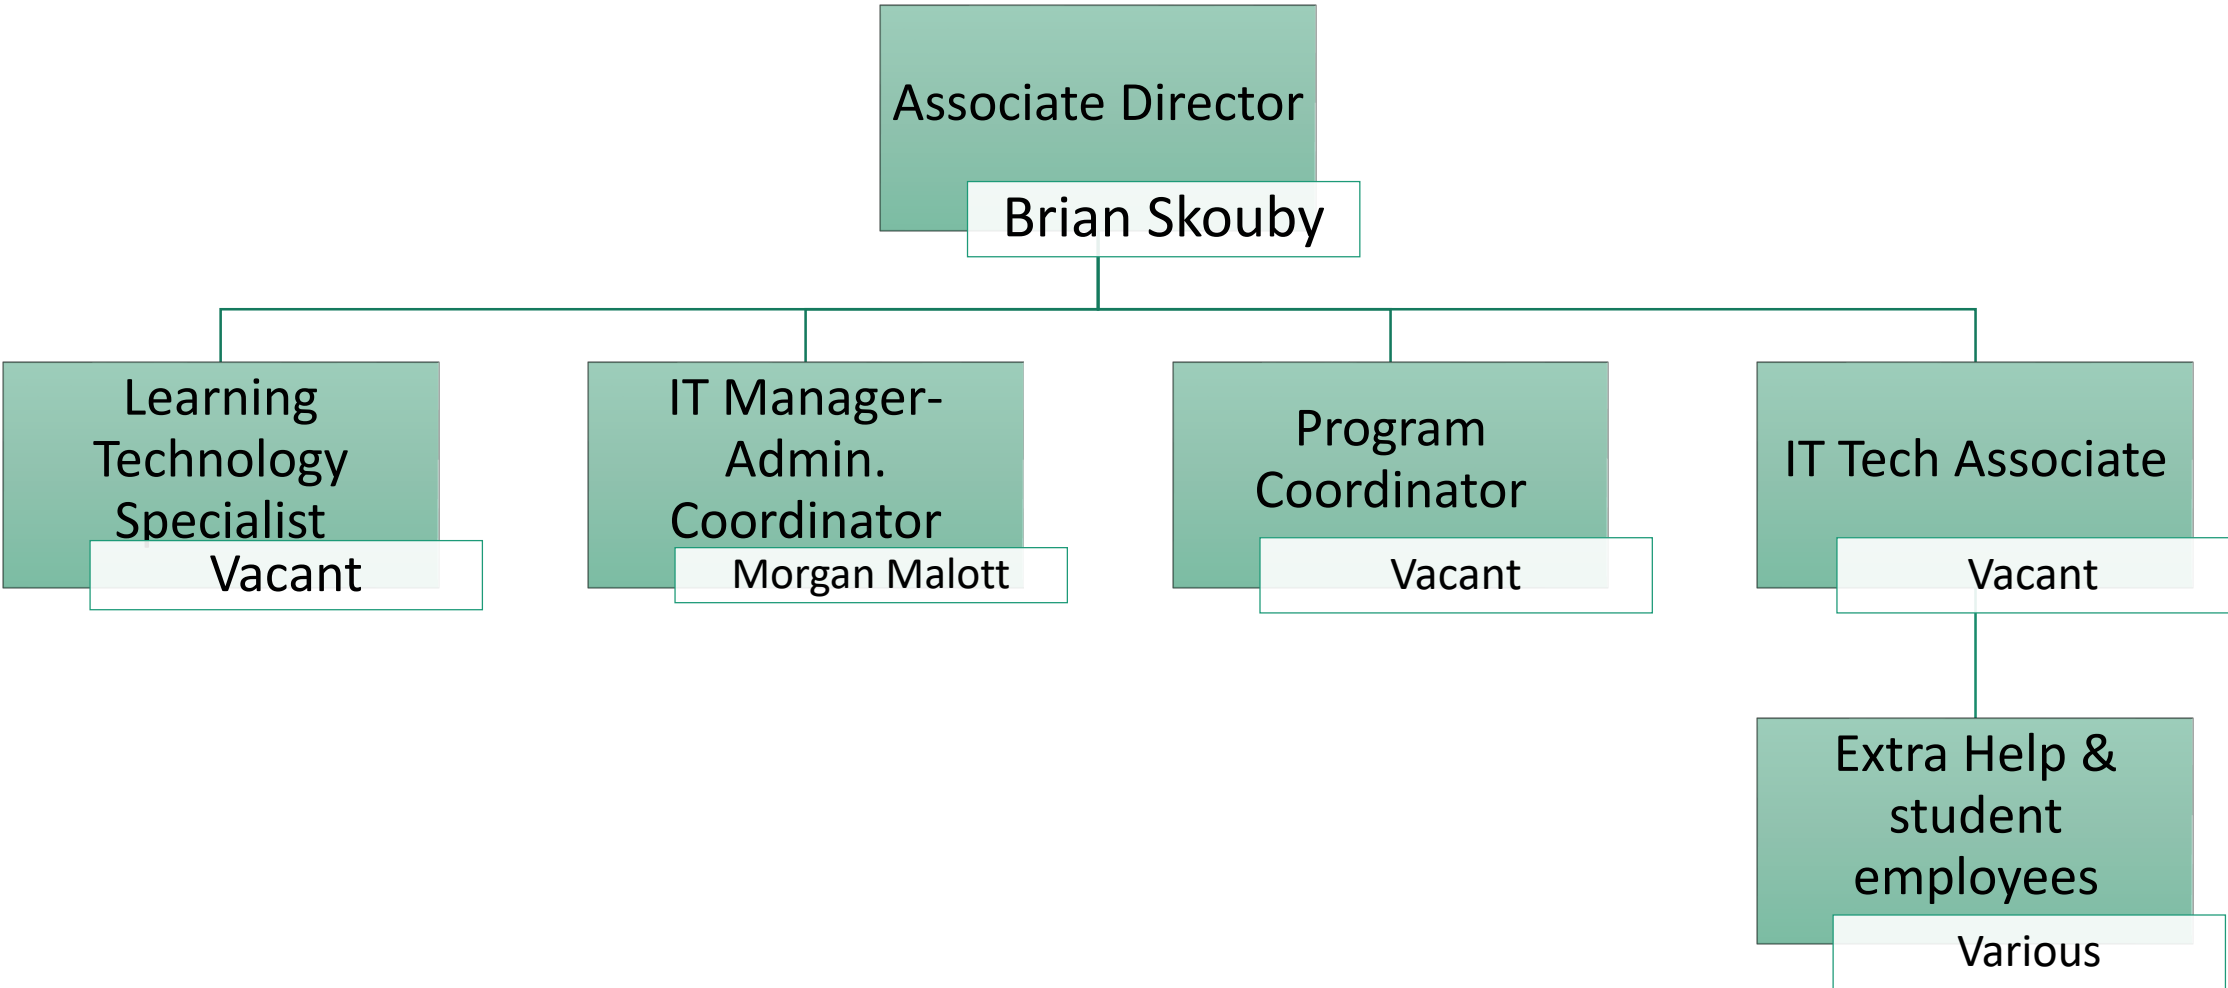 Associate Director
Brian Skouby
Learning
Technology
Specialist
Vacant
IT Manager-
Admin.
Coordinator
Morgan Malott
Program
Coordinator
Vacant
IT Tech Associate
Vacant
Extra Help &
student
employees
Various